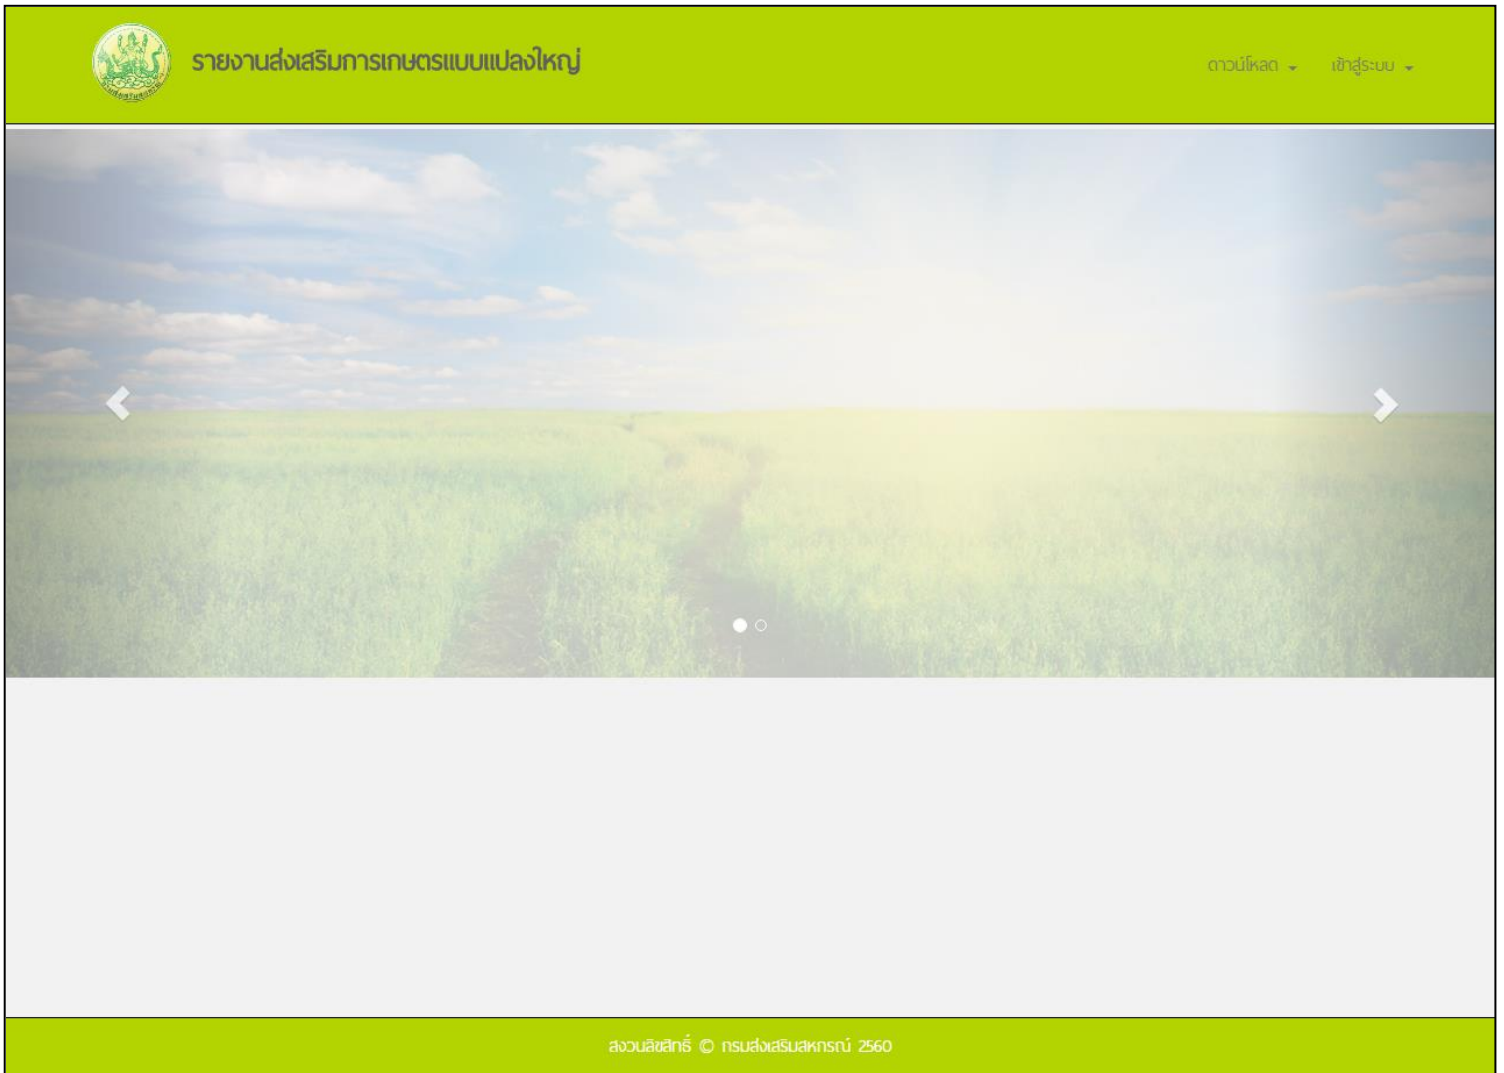 รายงานส่งเสริมการเกษตรแบบแปลงใหญ่
ดาวน์โหลด เข้าสู่ระบบ
สงวนลิขสิทธิ์ © กรมส่งเสริมสหกรณ์ 2560